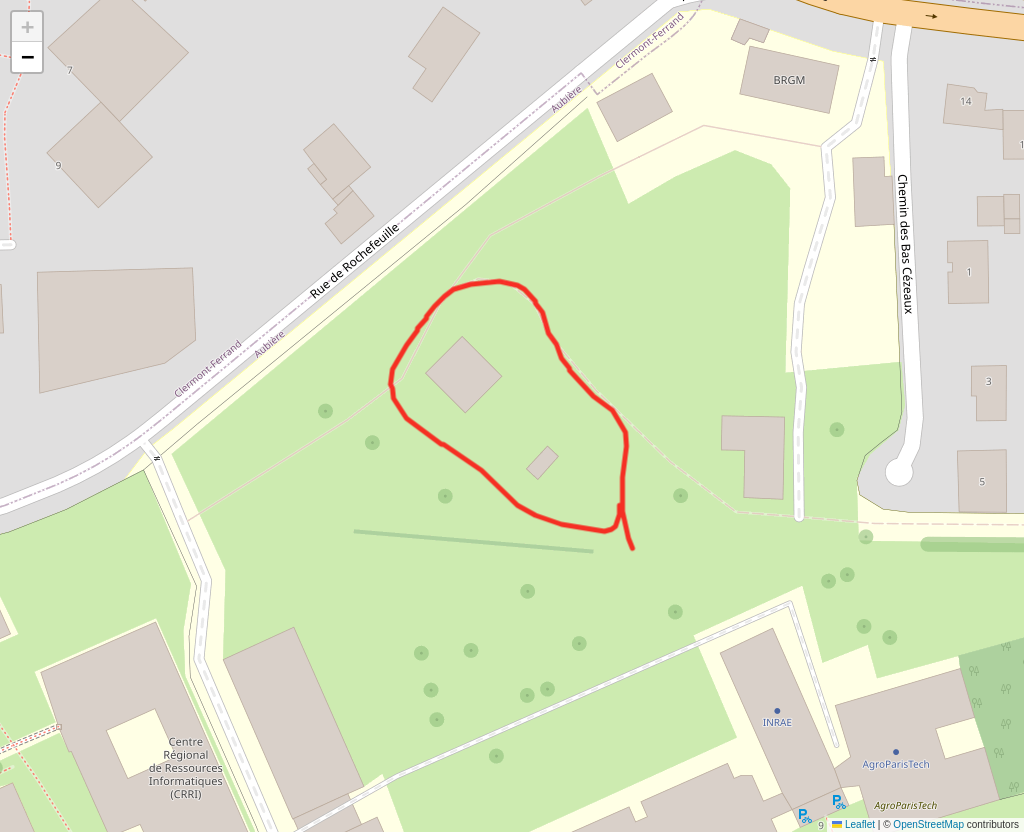 +
−
7
9
Clermont-Ferrand
Aubière
BRGM
14
1
Rue de Rochefeuille
Chemin des Bas Cézeaux
1
Clermont-Ferrand
Aubière
3
5
Centre
Régional
de Ressources
Informatiques
(CRRI)
INRAE
AgroParisTech
AgroParisTech
9
Leaflet | © OpenStreetMap contributors